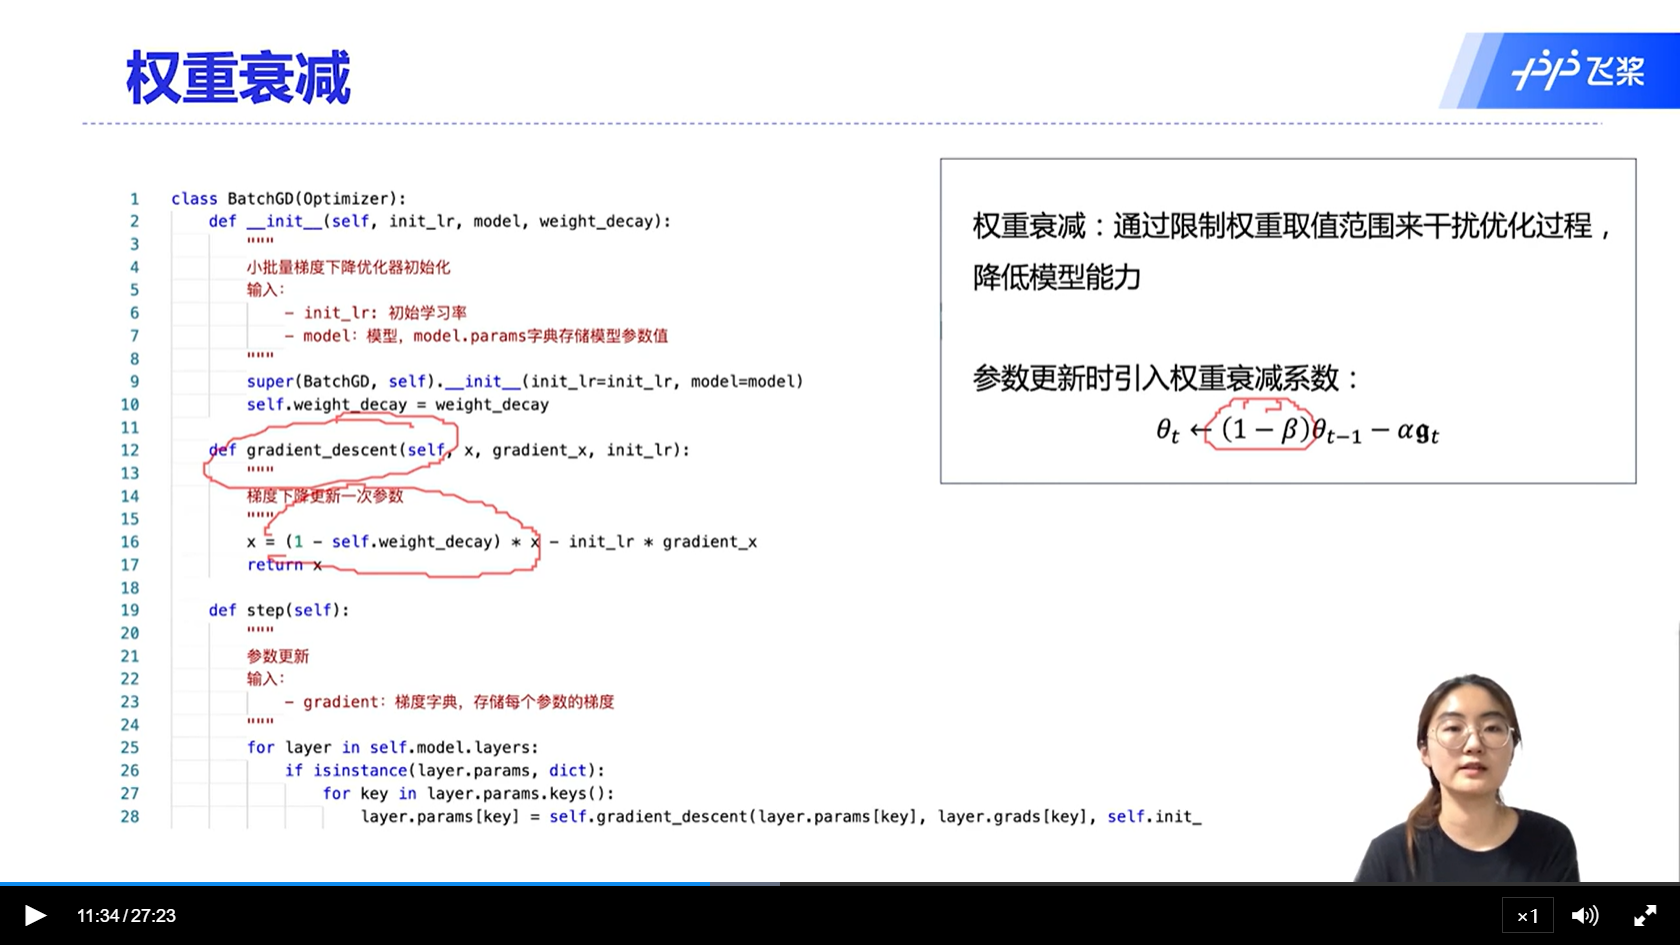 权重衰减
飞桨
1 class BatchGD(Optimizer):
2 def __init__(self, init_lr, model, weight_decay):
3 """
4 小批量梯度下降优化器初始化
5 输入:
6 - init_lr: 初始学习率
7 - model: 模型, model.params字典存储模型参数值
8 """
9 super(BatchGD, self).__init__(init_lr=init_lr, model=model)
10 self.weight_decay = weight_decay
11
12 def gradient_descent(self, x, gradient_x, init_lr):
13 """
14 梯度下降更新一次参数
15 """
16 x = (1 - self.weight_decay) * x - init_lr * gradient_x
17 return x
18
19 def step(self):
20 """
21 参数更新
22 输入:
23 - gradient: 梯度字典, 存储每个参数的梯度
24 """
25 for layer in self.model.layers:
26 if isinstance(layer.params, dict):
27 for key in layer.params.keys():
28 layer.params[key] = self.gradient_descent(layer.params[key], layer.grads[key], self.init_
权重衰减：通过限制权重取值范围来干扰优化过程，
降低模型能力
参数更新时引入权重衰减系数：
θt ← (1 − β)θt−1 − αgt
11:34/27:23
×1